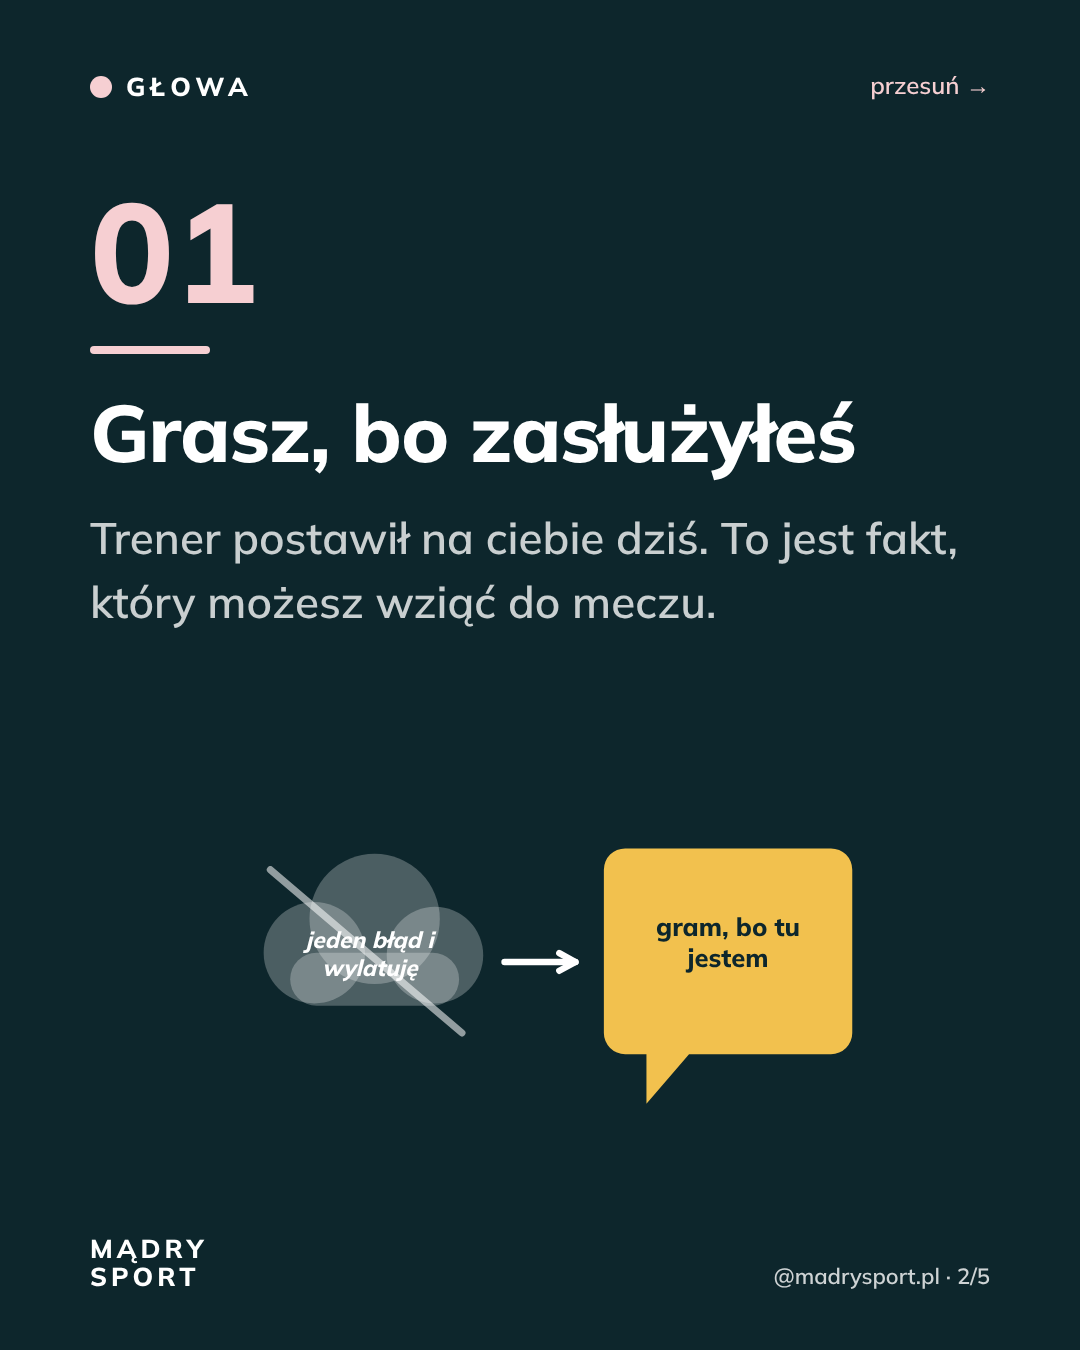 GŁOWA
przesuń →
01
Grasz, bo zasłużyłeś
Trener postawił na ciebie dziś. To jest fakt,
który możesz wziąć do meczu.
jeden błąd i
wylatuję
gram, bo tu
jestem
MĄDRY
SPORT
@madrysport.pl · 2/5